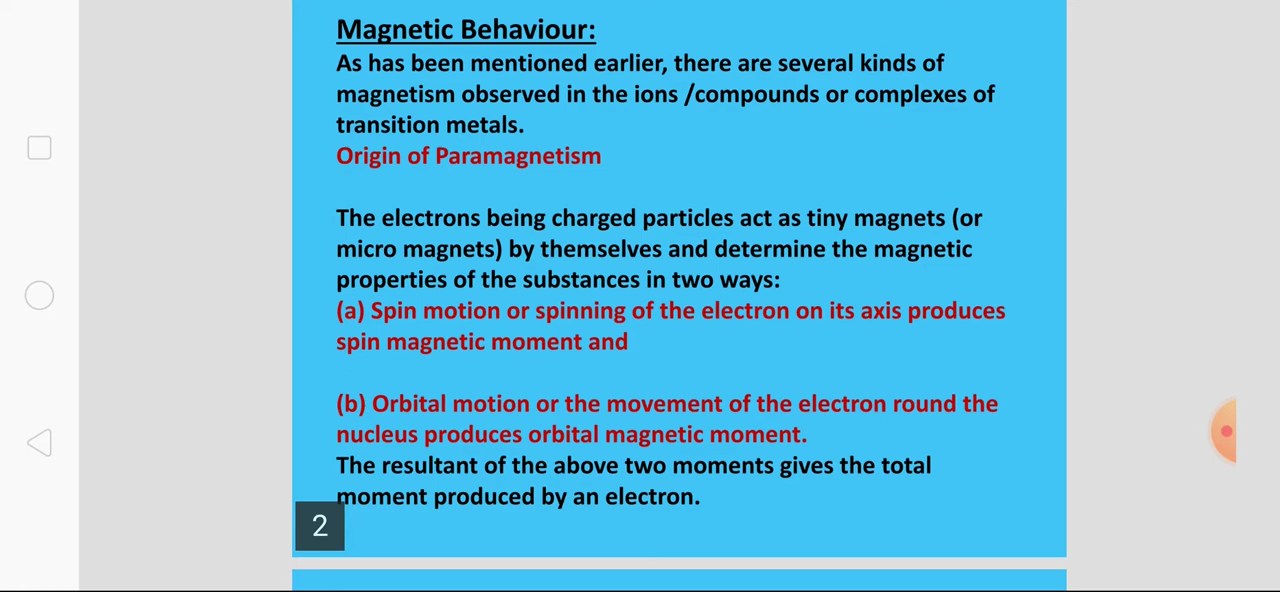 Magnetic Behaviour:
As has been mentioned earlier, there are several kinds of
magnetism observed in the ions /compounds or complexes of
transition metals.
Origin of Paramagnetism
The electrons being charged particles act as tiny magnets (or
micro magnets) by themselves and determine the magnetic
properties of the substances in two ways:
(a) Spin motion or spinning of the electron on its axis produces
spin magnetic moment and
(b) Orbital motion or the movement of the electron round the
nucleus produces orbital magnetic moment.
The resultant of the above two moments gives the total
moment produced by an electron.
2